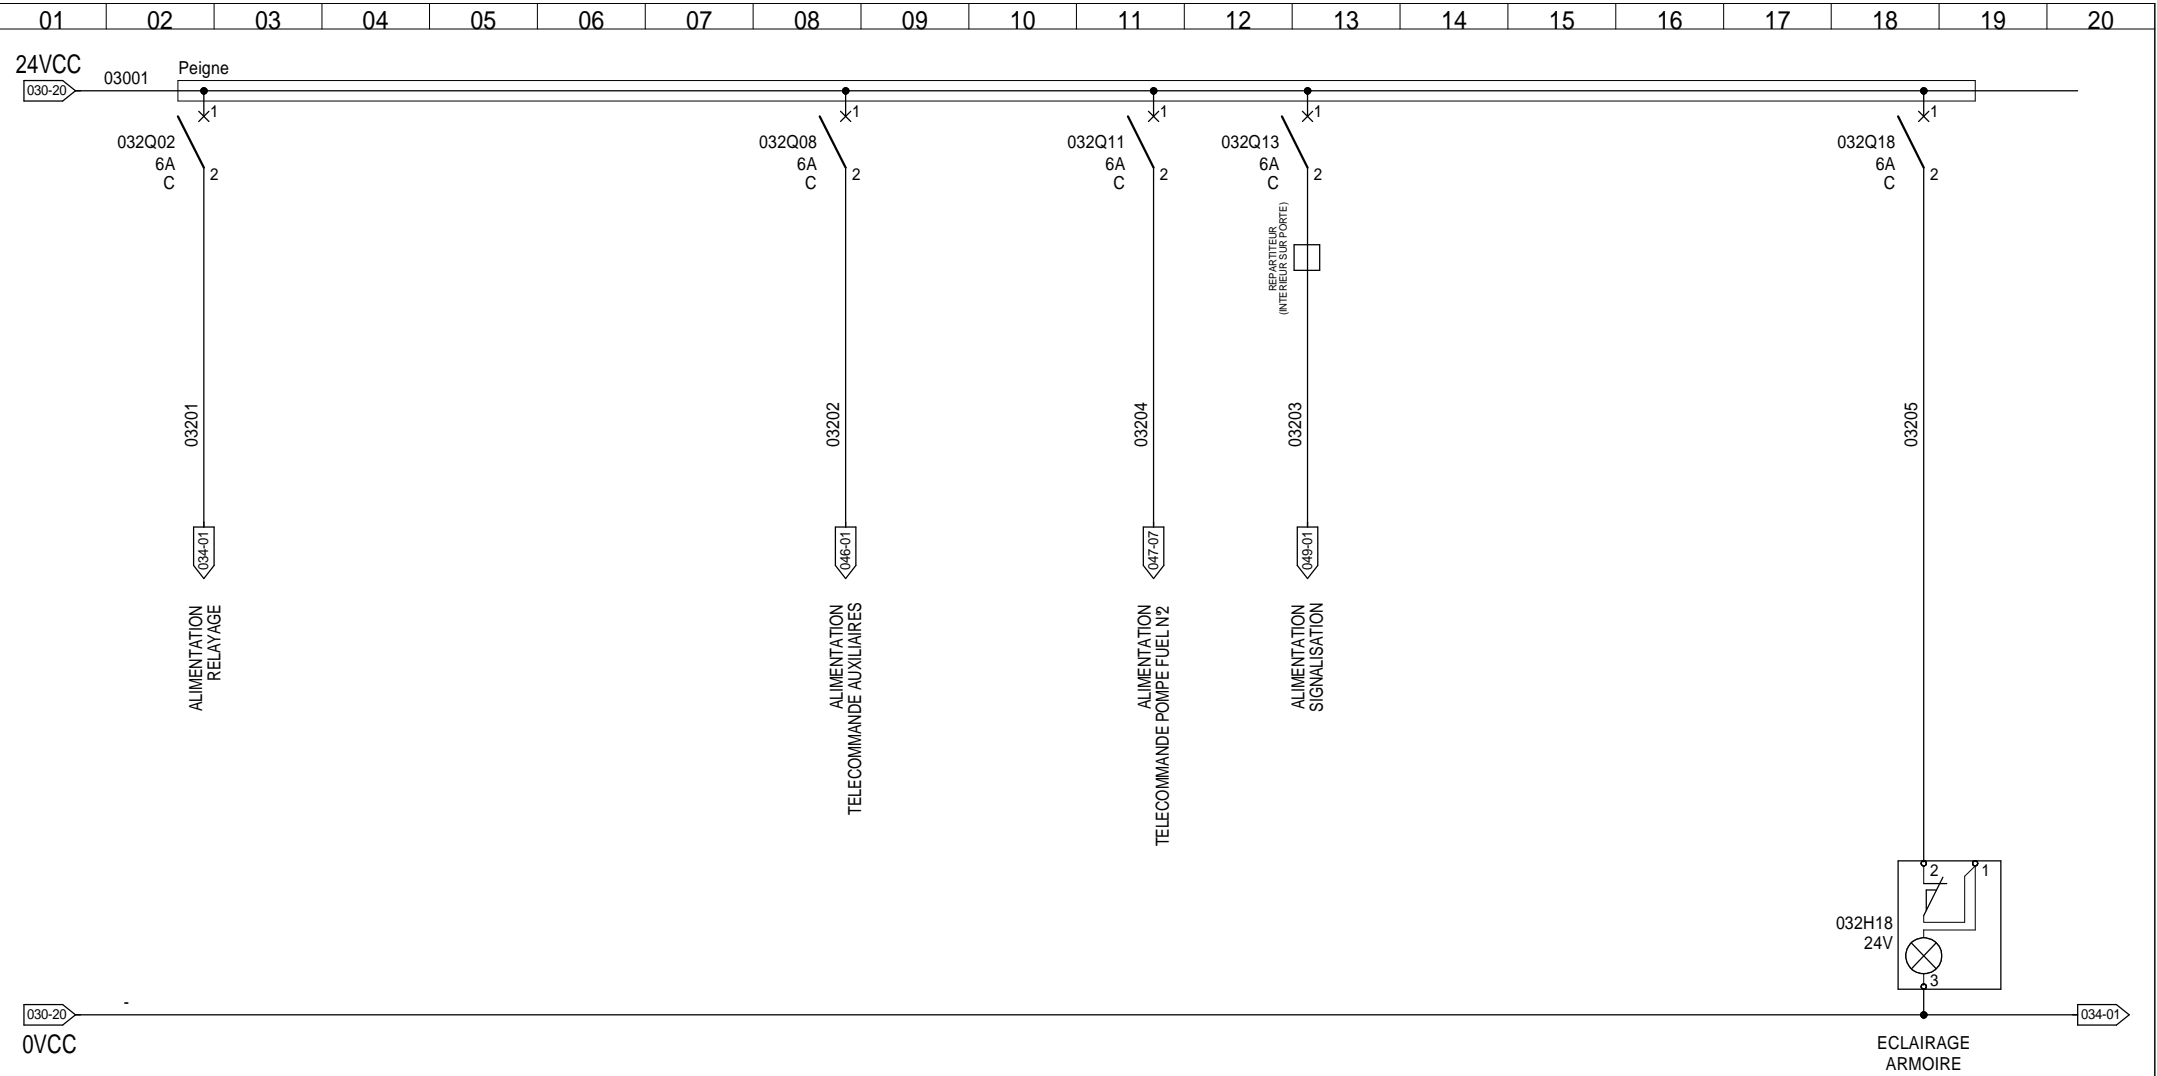 01 02 03 04 05 06 07 08 09 10 11 12 13 14 15 16 17 18 19 20
24VCC
030-20
03001
Peigne
1
032Q02
6A
C
2
03201
034-01
ALIMENTATION
RELAYAGE
1
032Q08
6A
C
2
03202
046-01
ALIMENTATION
TELECOMMANDE AUXILIAIRES
1
032Q11
6A
C
2
03204
047-07
ALIMENTATION
TELECOMMANDE POMPE FUEL N°2
1
032Q13
6A
C
2
REPARTITEUR
(INTERIEUR SUR PORTE)
03203
049-01
ALIMENTATION
SIGNALISATION
1
032Q18
6A
C
2
03205
2
1
032H18
24V
3
-
030-20
0VCC
034-01
ECLAIRAGE
ARMOIRE